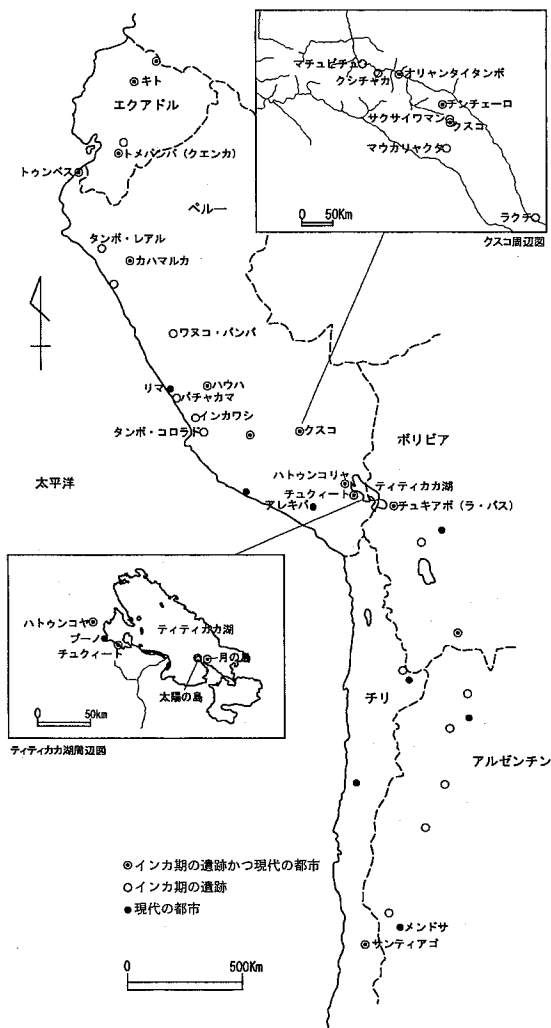 キト
エクアドル
トメバンバ(クエンカ)
トゥンベス
ペルー
タンボ・レアル
カハマルカ
ワヌコ・パンパ
リマ
ハウハ
パチャカマ
インカワシ
タンボ・コロラド
クスコ
ボリビア
太平洋
ハトゥンコリャ
ティティカカ湖
チュクィート
チュキアボ(ラ・パス)
アレキパ
チリ
アルゼンチン
メンドサ
サンティアゴ
マチュピチュ
クシチャカ
オリャンタイタンボ
チンチェーロ
サクサイワマン
クスコ
マウカリャクタ
ラクチ
0 50Km
クスコ周辺図
ハトゥンコヤ
プーノ
チュクィート
ティティカカ湖
月の島
太陽の島
0 50km
ティティカカ湖周辺図
インカ期の遺跡かつ現代の都市
インカ期の遺跡
現代の都市
0 500Km